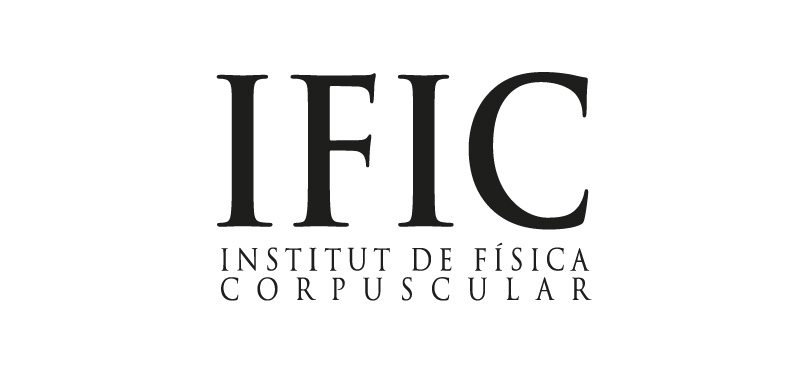 IFIC
INSTITUT DE FÍSICA
CORPUSCULAR